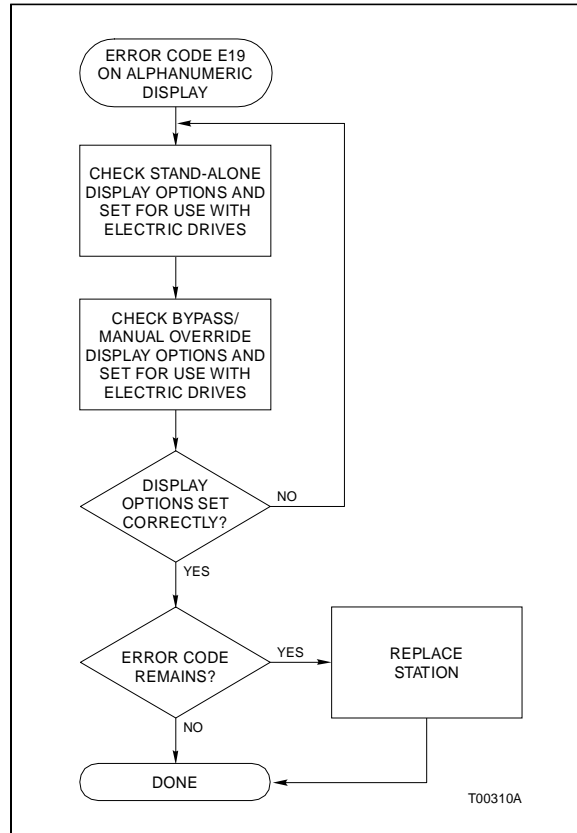 ERROR CODE E19
ON ALPHANUMERIC
DISPLAY
CHECK STAND-ALONE
DISPLAY OPTIONS AND
SET FOR USE WITH
ELECTRIC DRIVES
CHECK BYPASS/
MANUAL OVERRIDE
DISPLAY OPTIONS AND
SET FOR USE WITH
ELECTRIC DRIVES
DISPLAY
OPTIONS SET
CORRECTLY?
NO
YES
ERROR CODE
REMAINS?
YES
REPLACE
STATION
NO
DONE
T00310A